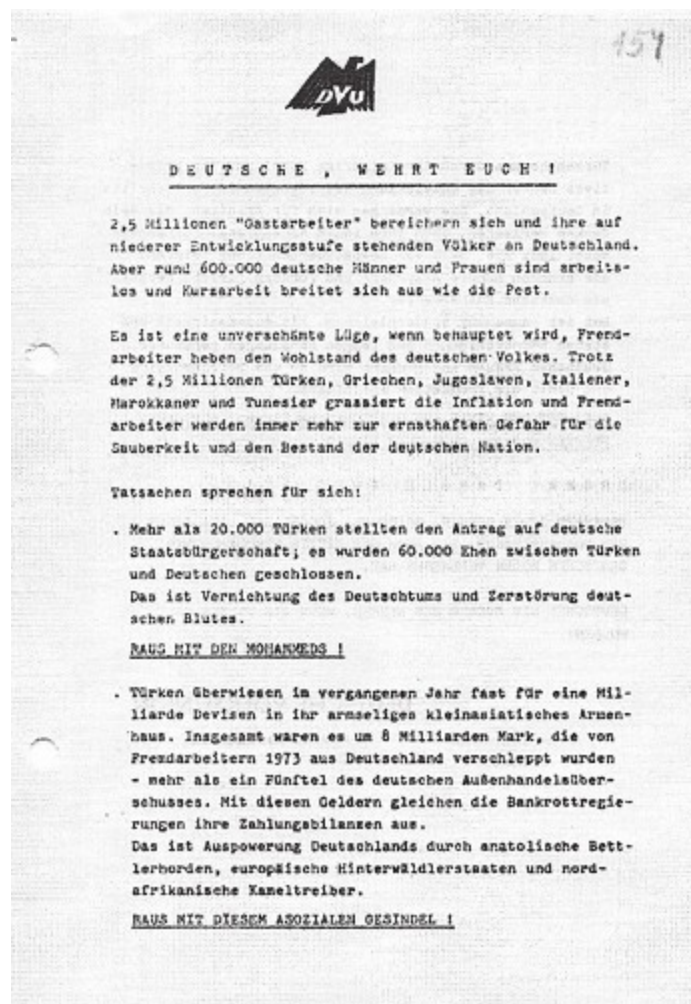 154
DVU
DEUTSCHE, WEHRT EUCH!
2,5 Millionen "Gastarbeiter" bereichern sich und ihre auf
niederer Entwicklungsstufe stehenden Völker an Deutschland.
Aber rund 600.000 deutsche Männer und Frauen sind arbeits-
los und Kurzarbeit breitet sich aus wie die Pest.
Es ist eine unverschämte Lüge, wenn behauptet wird, Fremd-
arbeiter heben den Wohlstand des deutschen Volkes. Trotz
der 2,5 Millionen Türken, Griechen, Jugoslawen, Italiener,
Marokkaner und Tunesier grassiert die Inflation und Fremd-
arbeiter werden immer mehr zur ernsthaften Gefahr für die
Sauberkeit und den Bestand der deutschen Nation.
Tatsachen sprechen für sich:
. Mehr als 20.000 Türken stellten den Antrag auf deutsche
Staatsbürgerschaft; es wurden 60.000 Ehen zwischen Türken
und Deutschen geschlossen.
Das ist Vernichtung des Deutschtums und Zerstörung deut-
schen Blutes.
RAUS MIT DEN MOHAMMEDS !
. Türken überwiesen im vergangenen Jahr fast für eine Mil-
liarde Devisen in ihr armseliges kleinasiatisches Armen-
haus. Insgesamt waren es um 8 Milliarden Mark, die von
Fremdarbeitern 1973 aus Deutschland verschleppt wurden
- mehr als ein Fünftel des deutschen Außenhandelsüber-
schusses. Mit diesen Geldern gleichen die Bankrottregie-
rungen ihre Zahlungsbilanzen aus.
Das ist Auspowerung Deutschlands durch anatolische Bett-
lerhorden, europäische Hinterwäldlerstaaten und nord-
afrikanische Kameltreiber.
RAUS MIT DIESEM ASOZIALEN GESINDEL !